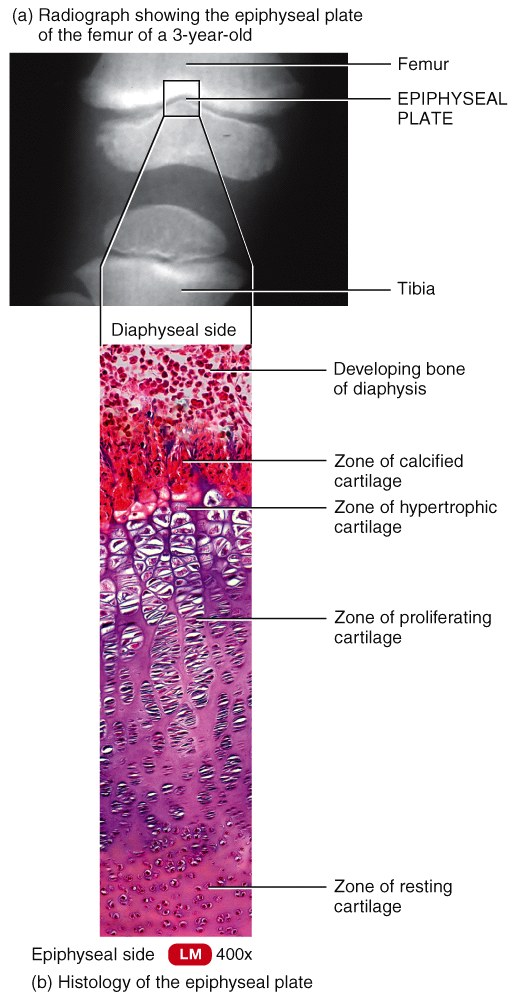 (a) Radiograph showing the epiphyseal plate
of the femur of a 3-year-old
Femur
EPIPHYSEAL
PLATE
Tibia
Diaphyseal side
Developing bone
of diaphysis
Zone of calcified
cartilage
Zone of hypertrophic
cartilage
Zone of proliferating
cartilage
Zone of resting
cartilage
Epiphyseal side LM 400x
(b) Histology of the epiphyseal plate